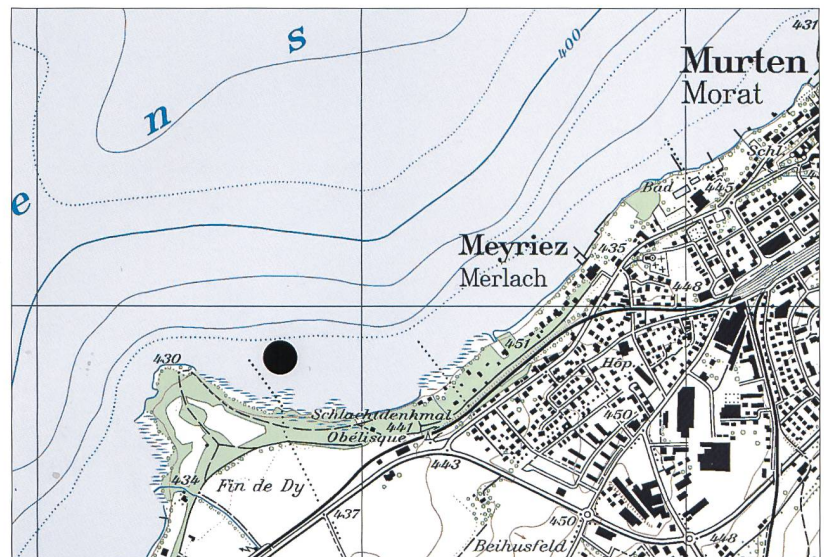 s
431
Murten
Morat
400
n
Schl.
Bad
445
e
Meyriez
435
Merlach
448
451
430
Hôp.
Schlachtdenkmal
441
Obélisque
450
443
434
Fin de Dy
437
450
448
Beihusfeld